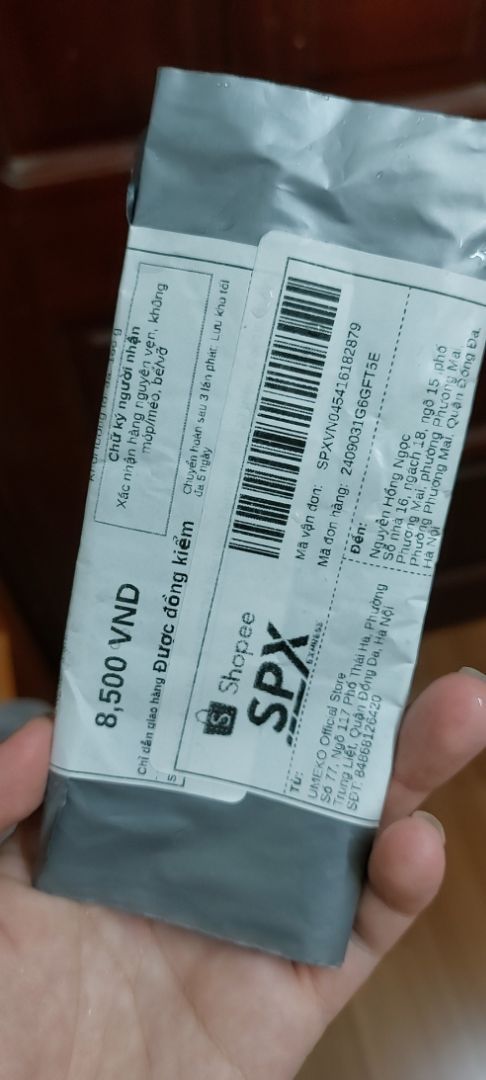 Shopee
SPX
EXPRESS
Mã vận đơn: SPXVN045416182879
Mã đơn hàng: 2409031G6GFT5E
Từ:
UMEKO Official Store
Số 77, Ngõ 117 Phố Thái Hà, Phường
Trung Liệt, Quận Đống Đa, Hà Nội
SĐT: 84868126420
Đến:
Nguyễn Hồng Ngọc
Số nhà 16, ngách 18, ngõ 15, phố
Phương Mai, phường Phương Mai,
Phường Phương Mai, Quận Đống Đa,
Hà Nội
8,500 VND
Chữ ký người nhận
Xác nhận hàng nguyên vẹn, không
móp/méo, bể/vỡ
Chỉ dẫn giao hàng: Được đồng kiểm
Chuyển hoàn sau 3 lần phát; Lưu kho tối
đa 5 ngày